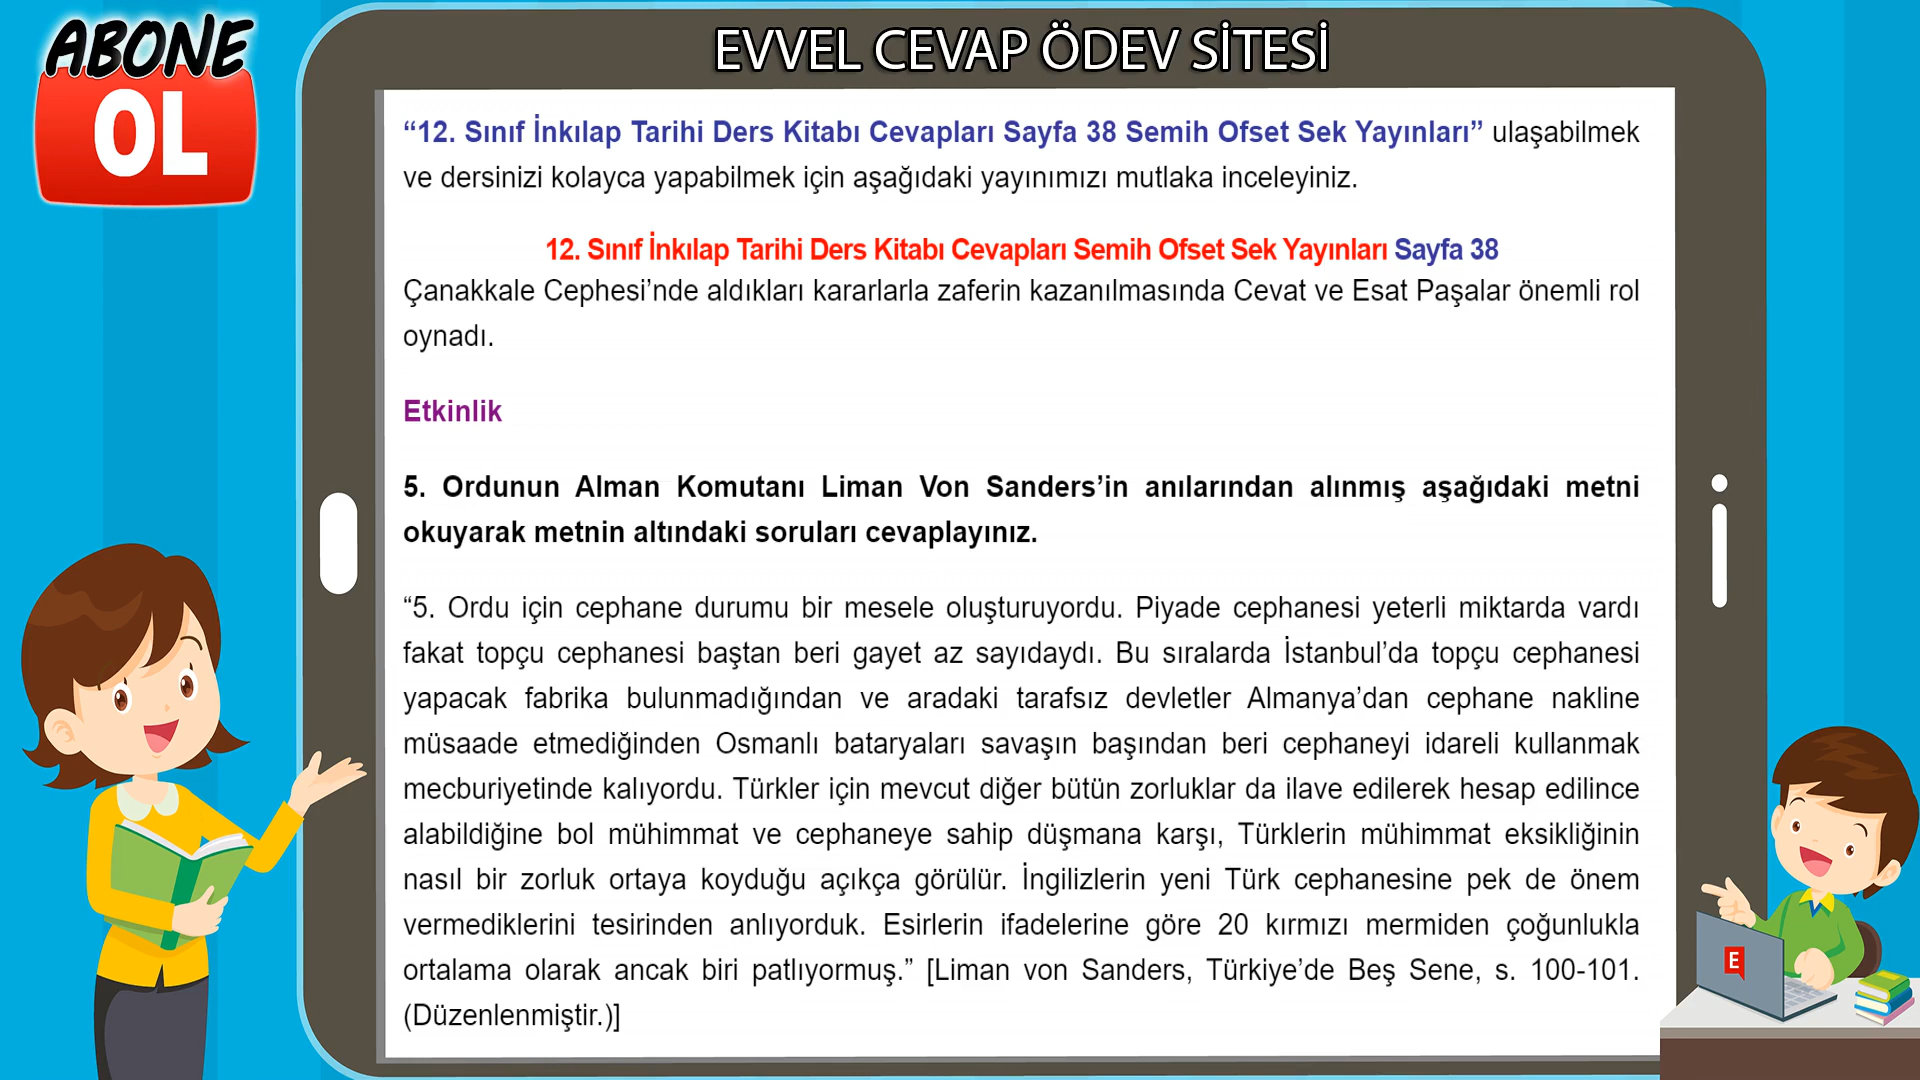 ABONE
OL
EVVEL CEVAP ÖDEV SİTESİ
“12. Sınıf İnkılap Tarihi Ders Kitabı Cevapları Sayfa 38 Semih Ofset Sek Yayınları” ulaşabilmek
ve dersinizi kolayca yapabilmek için aşağıdaki yayınımızı mutlaka inceleyiniz.
12. Sınıf İnkılap Tarihi Ders Kitabı Cevapları Semih Ofset Sek Yayınları Sayfa 38
Çanakkale Cephesi’nde aldıkları kararlarla zaferin kazanılmasında Cevat ve Esat Paşalar önemli rol
oynadı.
Etkinlik
5. Ordunun Alman Komutanı Liman Von Sanders’in anılarından alınmış aşağıdaki metni
okuyarak metnin altındaki soruları cevaplayınız.
“5. Ordu için cephane durumu bir mesele oluşturuyordu. Piyade cephanesi yeterli miktarda vardı
fakat topçu cephanesi baştan beri gayet az sayıdaydı. Bu sıralarda İstanbul’da topçu cephanesi
yapacak fabrika bulunmadığından ve aradaki tarafsız devletler Almanya’dan cephane nakline
müsaade etmediğinden Osmanlı bataryaları savaşın başından beri cephaneyi idareli kullanmak
mecburiyetinde kalıyordu. Türkler için mevcut diğer bütün zorluklar da ilave edilerek hesap edilince
alabildiğine bol mühimmat ve cephaneye sahip düşmana karşı, Türklerin mühimmat eksikliğinin
nasıl bir zorluk ortaya koyduğu açıkça görülür. İngilizlerin yeni Türk cephanesine pek de önem
vermediklerini tesirinden anlıyorduk. Esirlerin ifadelerine göre 20 kırmızı mermiden çoğunlukla
ortalama olarak ancak biri patlıyormuş.” [Liman von Sanders, Türkiye’de Beş Sene, s. 100-101.
(Düzenlenmiştir.)]
E